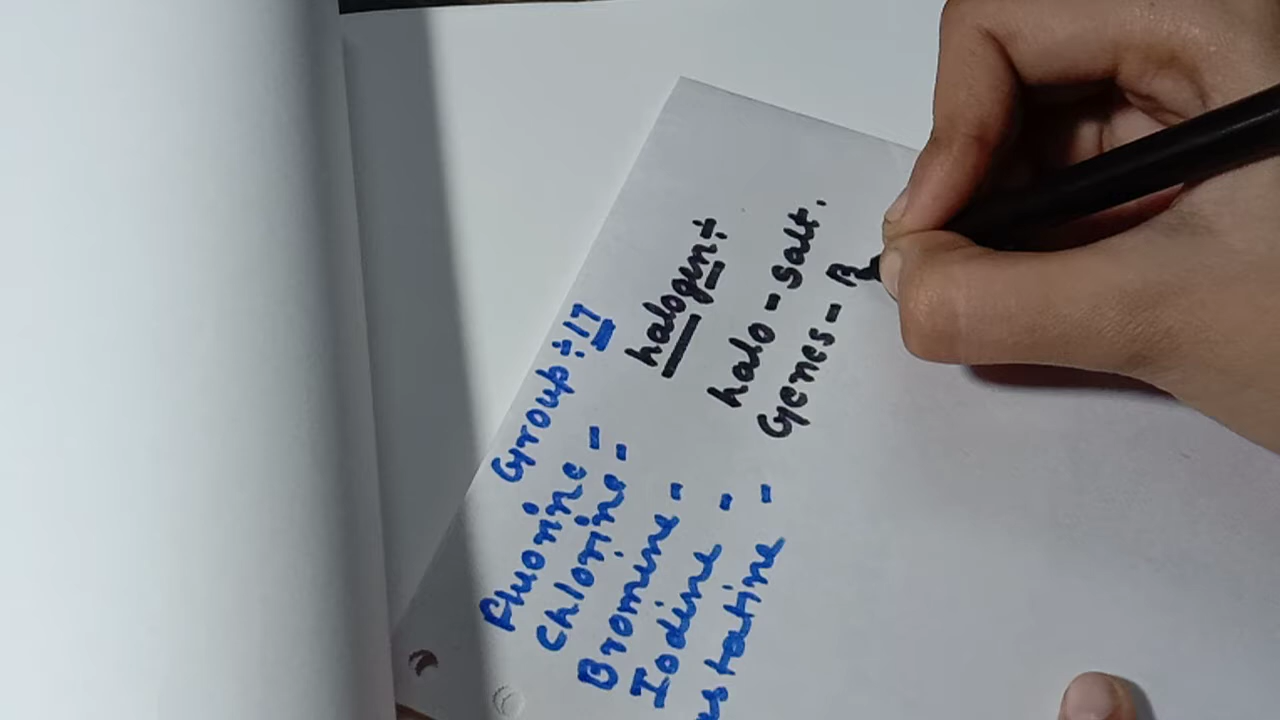 Group:- 17
Fluorine -
Chlorine -
Bromine -
Iodine -
astatine -
halogen:-
halo - salt.
Genes -